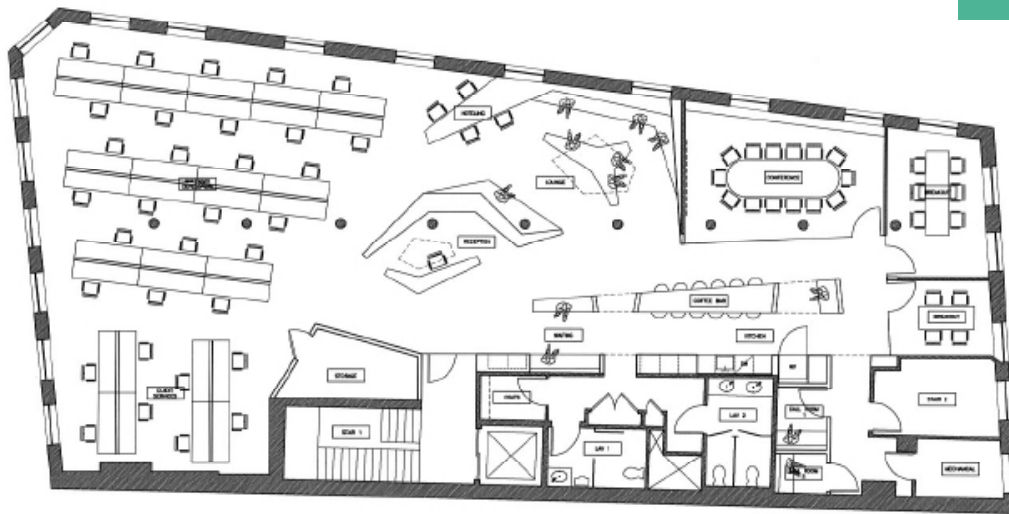 HOTELING
LOUNGE
CONFERENCE
BREAKOUT
RECEPTION
COFFEE BAR
BREAKOUT
WAITING
KITCHEN
STORAGE
CLIENT
SERVICES
STAIR 1
LAV 1
LAV 2
STAIR 2
MECHANICAL